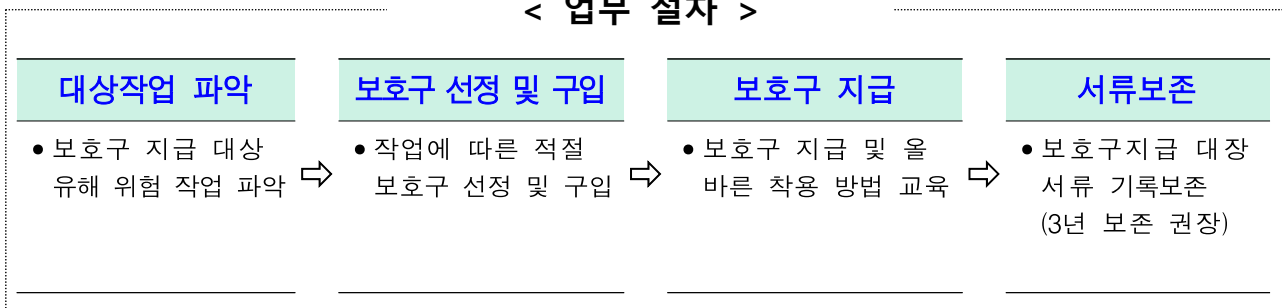 < 업무 절차 >
대상작업 파악
• 보호구 지급 대상
유해 위험 작업 파악
⇨
보호구 선정 및 구입
• 작업에 따른 적절
보호구 선정 및 구입
⇨
보호구 지급
• 보호구 지급 및 올
바른 착용 방법 교육
⇨
서류보존
• 보호구지급 대장
서류 기록보존
(3년 보존 권장)